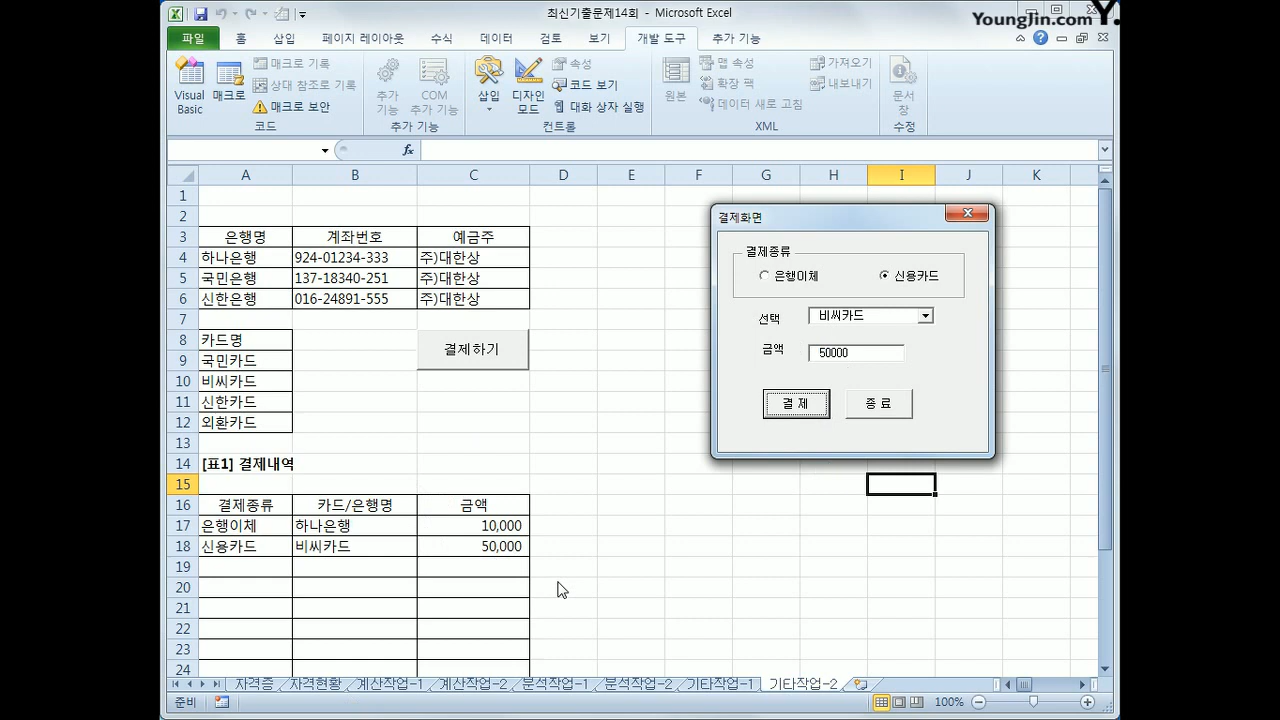 최신기출문제14회 - Microsoft Excel
YoungJin.com Y.
파일 홈 삽입 페이지 레이아웃 수식 데이터 검토 보기 개발 도구 추가 기능
Visual Basic
매크로
매크로 기록
상대 참조로 기록
매크로 보안
코드
추가 기능
COM 추가 기능
추가 기능
삽입
디자인 모드
속성
코드 보기
대화 상자 실행
컨트롤
원본
맵 속성
확장 팩
데이터 새로 고침
가져오기
내보내기
XML
문서 창
수정
fx
A B C D E F G H I J K
1
2
3 은행명 계좌번호 예금주
4 하나은행 924-01234-333 주)대한상
5 국민은행 137-18340-251 주)대한상
6 신한은행 016-24891-555 주)대한상
7
8 카드명
9 국민카드
10 비씨카드
11 신한카드
12 외환카드
결제하기
13
14 [표1] 결제내역
15
16 결제종류 카드/은행명 금액
17 은행이체 하나은행 10,000
18 신용카드 비씨카드 50,000
19
20
21
22
23
24
결제화면
결제종류
은행이체 신용카드
선택 비씨카드
금액 50000
결 제 종 료
자격증 자격현황 계산작업-1 계산작업-2 분석작업-1 분석작업-2 기타작업-1 기타작업-2
준비 100%